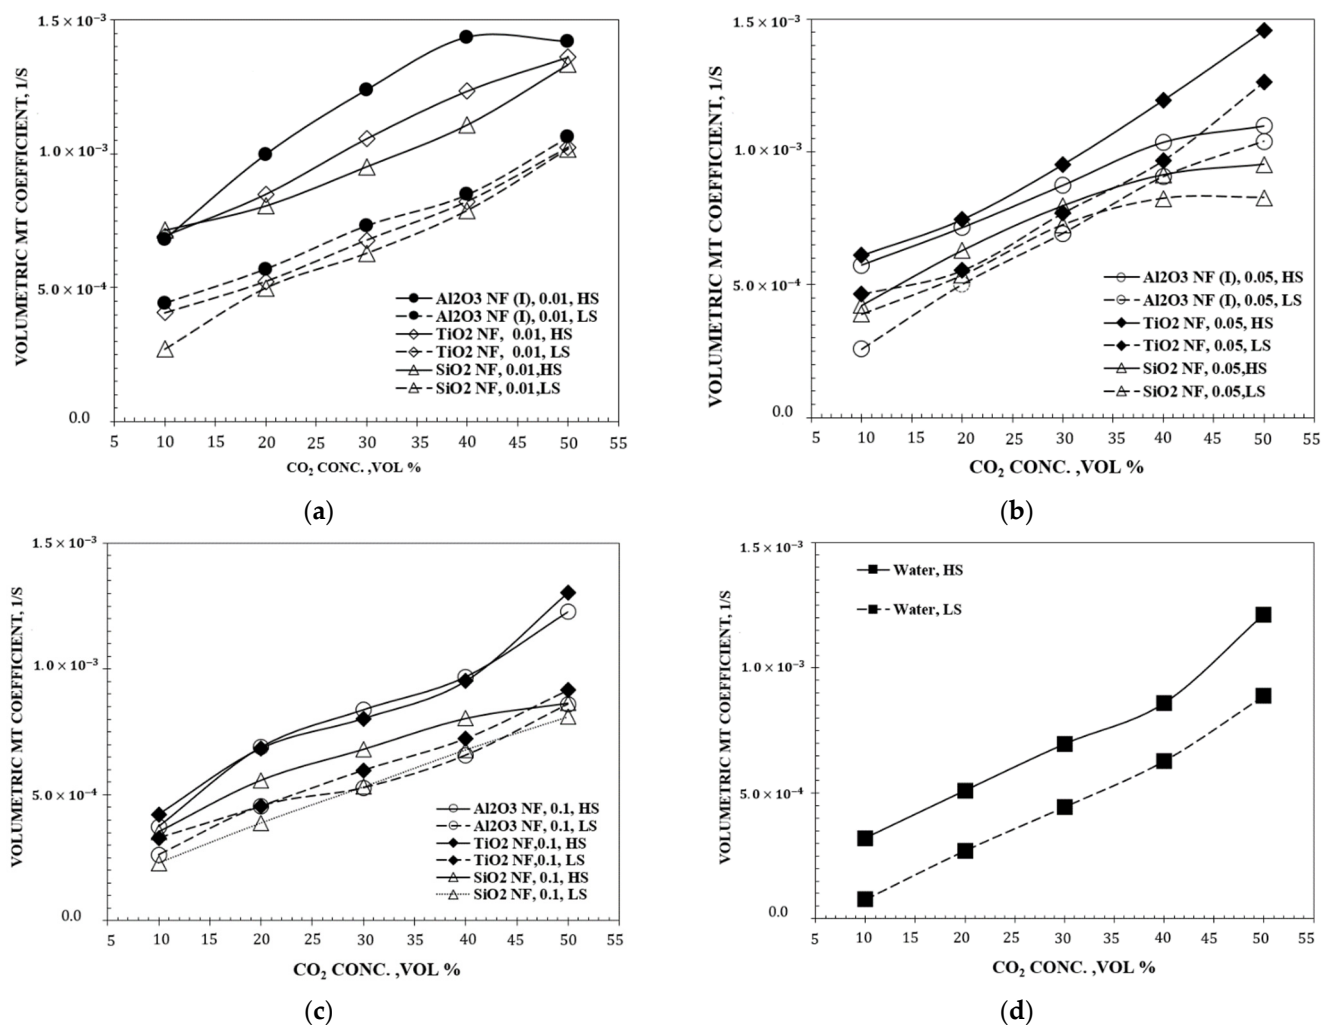 VOLUMETRIC MT COEFFICIENT, 1/S
1.5 × 10⁻³
1.0 × 10⁻³
5.0 × 10⁻⁴
0.0
Al2O3 NF (I), 0.01, HS
Al2O3 NF (I), 0.01, LS
TiO2 NF, 0.01, HS
TiO2 NF, 0.01, LS
SiO2 NF, 0.01,HS
SiO2 NF, 0.01,LS
5 10 15 20 25 30 35 40 45 50 55
CO₂ CONC. ,VOL %
(a)
VOLUMETRIC MT COEFFICIENT, 1/S
1.5 × 10⁻³
1.0 × 10⁻³
5.0 × 10⁻⁴
0.0
Al2O3 NF (I), 0.05, HS
Al2O3 NF (I), 0.05, LS
TiO2 NF, 0.05, HS
TiO2 NF, 0.05, LS
SiO2 NF, 0.05,HS
SiO2 NF, 0.05,LS
5 10 15 20 25 30 35 40 45 50 55
CO₂ CONC. ,VOL %
(b)
VOLUMETRIC MT COEFFICIENT, 1/S
1.5 × 10⁻³
1.0 × 10⁻³
5.0 × 10⁻⁴
0.0
Al2O3 NF, 0.1, HS
Al2O3 NF, 0.1, LS
TiO2 NF,0.1, HS
TiO2 NF,0.1, LS
SiO2 NF, 0.1, HS
SiO2 NF, 0.1, LS
5 10 15 20 25 30 35 40 45 50 55
CO₂ CONC. ,VOL %
(c)
VOLUMETRIC MT COEFFICIENT, 1/S
1.5 × 10⁻³
1.0 × 10⁻³
5.0 × 10⁻⁴
0.0
Water, HS
Water, LS
5 10 15 20 25 30 35 40 45 50 55
CO₂ CONC. ,VOL %
(d)